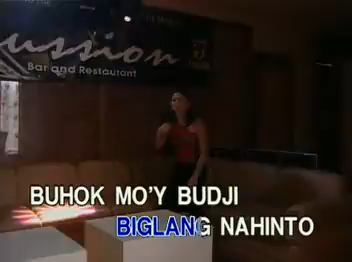 ussion
Bar and Restaurant
BUHOK MO'Y BUDJI
BIGLANG NAHINTO